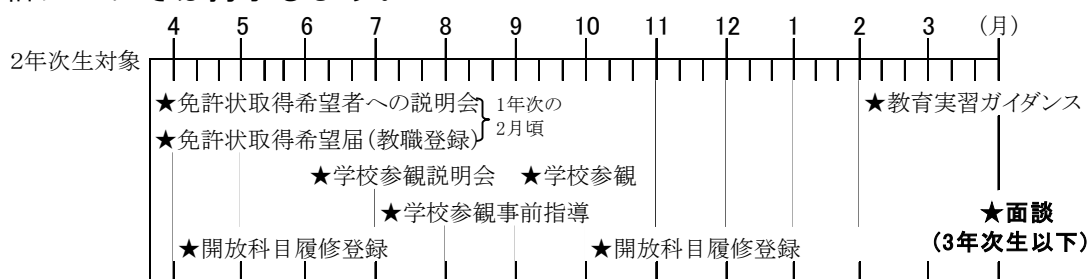 4 5 6 7 8 9 10 11 12 1 2 3 (月)
2年次生対象
★免許状取得希望者への説明会 1年次の ★教育実習ガイダンス
★免許状取得希望届(教職登録) 2月頃
★学校参観説明会 ★学校参観
★学校参観事前指導 ★面談
(3年次生以下)
★開放科目履修登録 ★開放科目履修登録